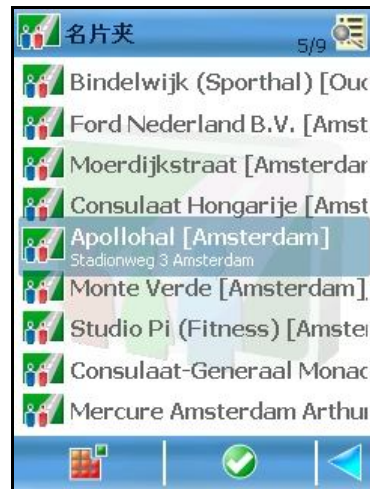 名片夹
5/9
Bindelwijk (Sporthal) [Ouc
Ford Nederland B.V. [Amst
Moerdijkstraat [Amsterdar
Consulaat Hongarije [Amst
Apollohal [Amsterdam]
Stadionweg 3 Amsterdam
Monte Verde [Amsterdam]
Studio Pi (Fitness) [Amster
Consulaat-Generaal Monac
Mercure Amsterdam Arthur